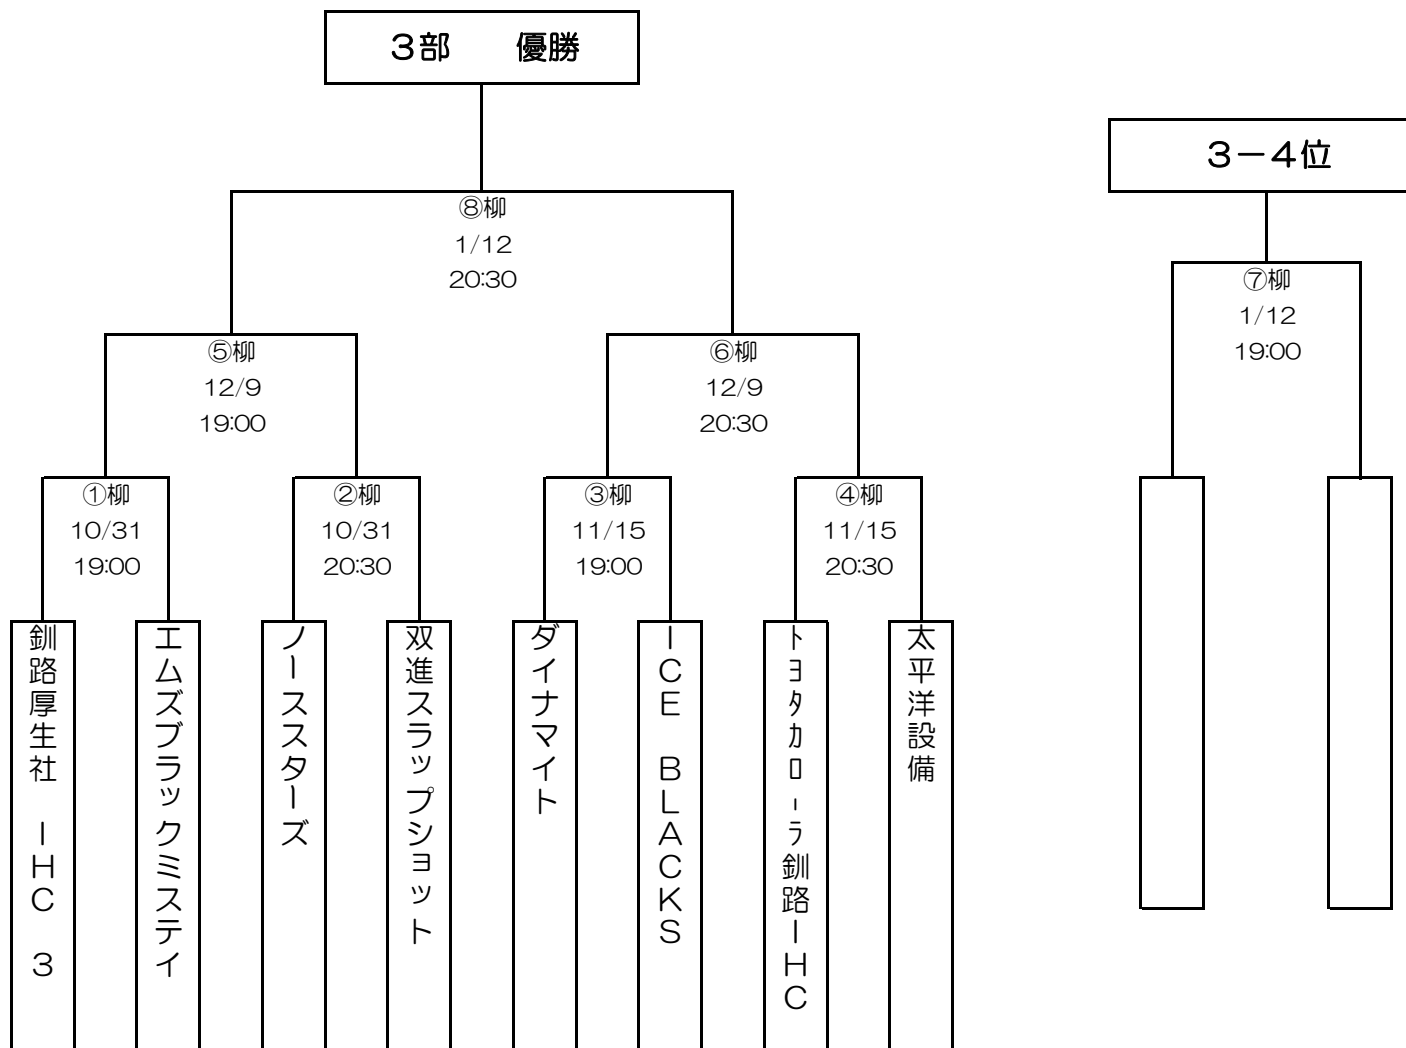 3部　優勝
3－4位
⑧柳
1/12
20:30
⑦柳
1/12
19:00
⑤柳
12/9
19:00
⑥柳
12/9
20:30
①柳
10/31
19:00
②柳
10/31
20:30
③柳
11/15
19:00
④柳
11/15
20:30
釧路厚生社　IHC　3
エムズブラックミステイ
ノーススターズ
双進スラップショット
ダイナマイト
ICE　BLACKS
ﾄﾖﾀｶﾛｰﾗ釧路IHC
太平洋設備